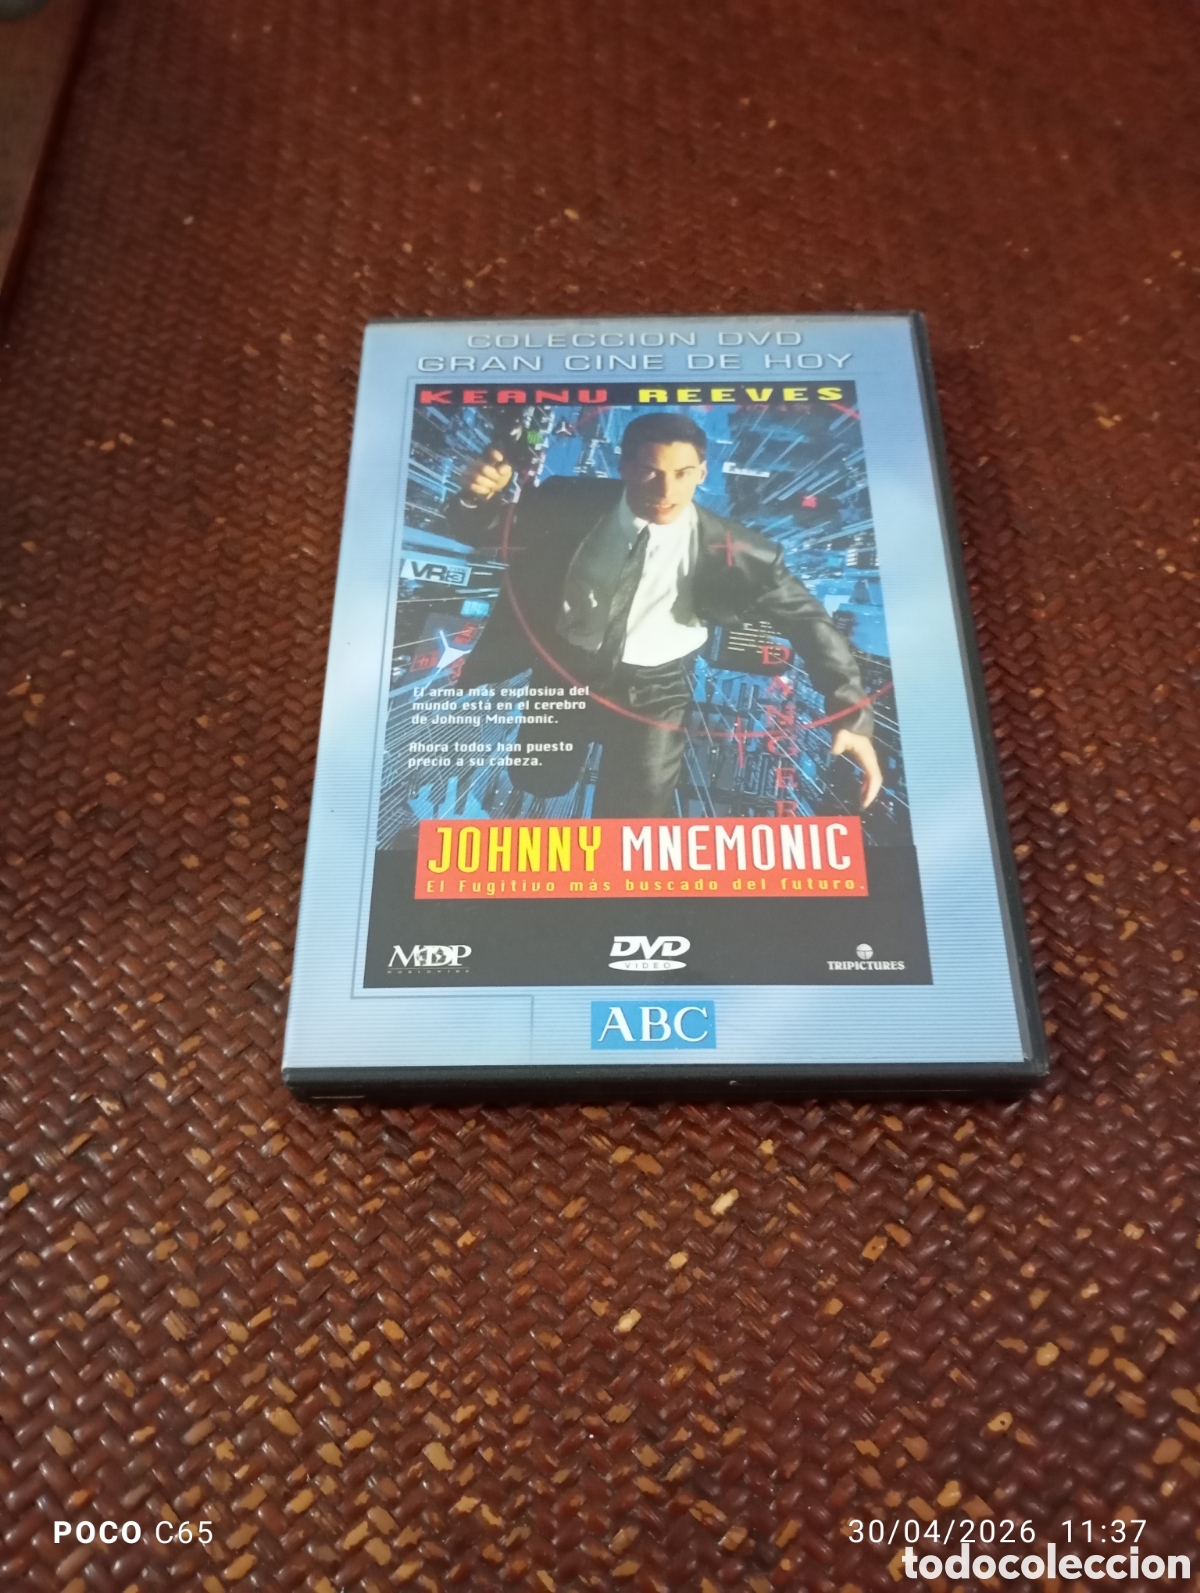 COLECCION DVD
GRAN CINE DE HOY
KEANU REEVES
VR
DANGER
El arma más explosiva del
mundo está en el cerebro
de Johnny Mnemonic.
Ahora todos han puesto
precio a su cabeza.
JOHNNY MNEMONIC
El Fugitivo más buscado del futuro.
MDP
DVD
VIDEO
TRIPICTURES
ABC
POCO C65
30/04/2026 11:37
todocoleccion